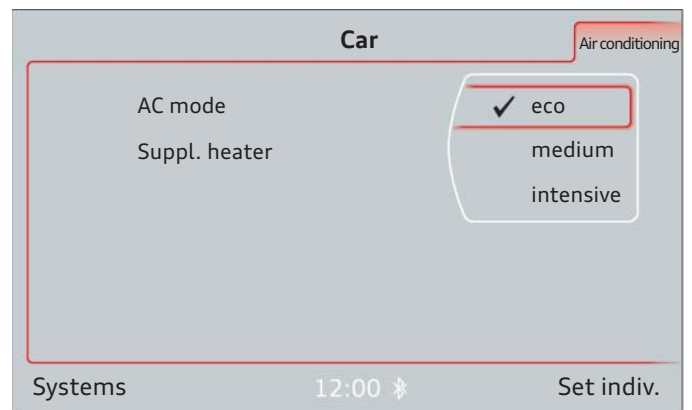 Car
Air conditioning
AC mode
eco
Suppl. heater
medium
intensive
Systems
12:00
Set indiv.